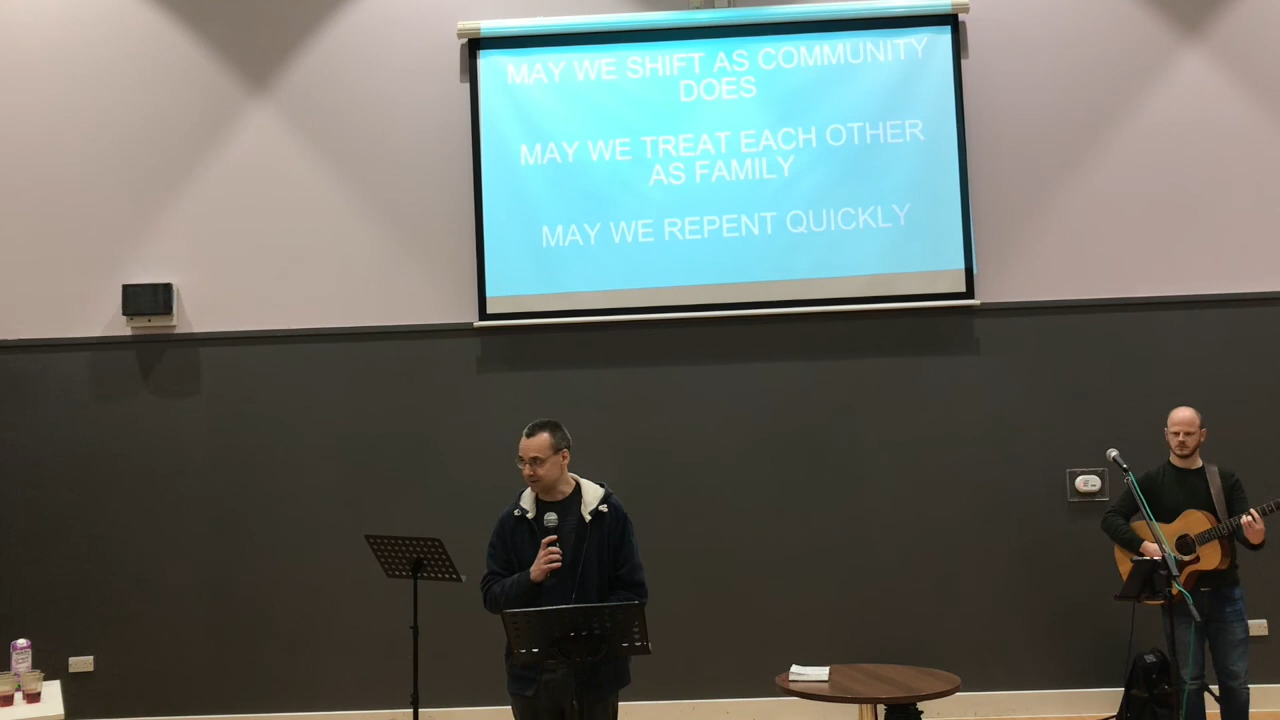 MAY WE SHIFT AS COMMUNITY
DOES
MAY WE TREAT EACH OTHER
AS FAMILY
MAY WE REPENT QUICKLY